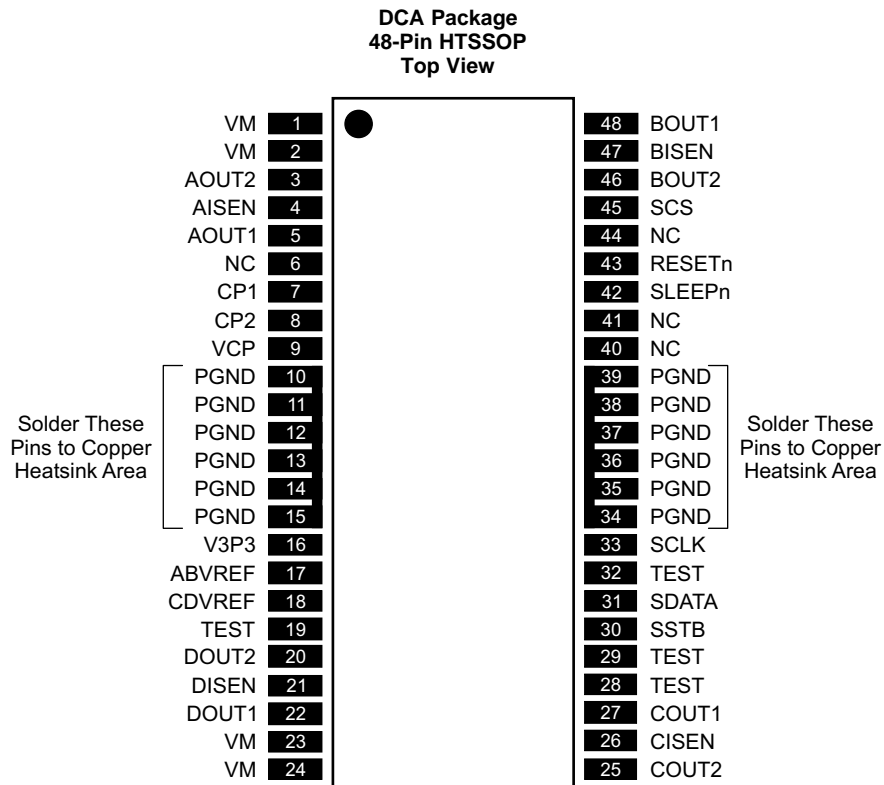 DCA Package
48-Pin HTSSOP
Top View
VM 1 48 BOUT1
VM 2 47 BISEN
AOUT2 3 46 BOUT2
AISEN 4 45 SCS
AOUT1 5 44 NC
NC 6 43 RESETn
CP1 7 42 SLEEPn
CP2 8 41 NC
VCP 9 40 NC
PGND 10 39 PGND
PGND 11 38 PGND
PGND 12 37 PGND
PGND 13 36 PGND
PGND 14 35 PGND
PGND 15 34 PGND
Solder These
Pins to Copper
Heatsink Area
Solder These
Pins to Copper
Heatsink Area
V3P3 16 33 SCLK
ABVREF 17 32 TEST
CDVREF 18 31 SDATA
TEST 19 30 SSTB
DOUT2 20 29 TEST
DISEN 21 28 TEST
DOUT1 22 27 COUT1
VM 23 26 CISEN
VM 24 25 COUT2